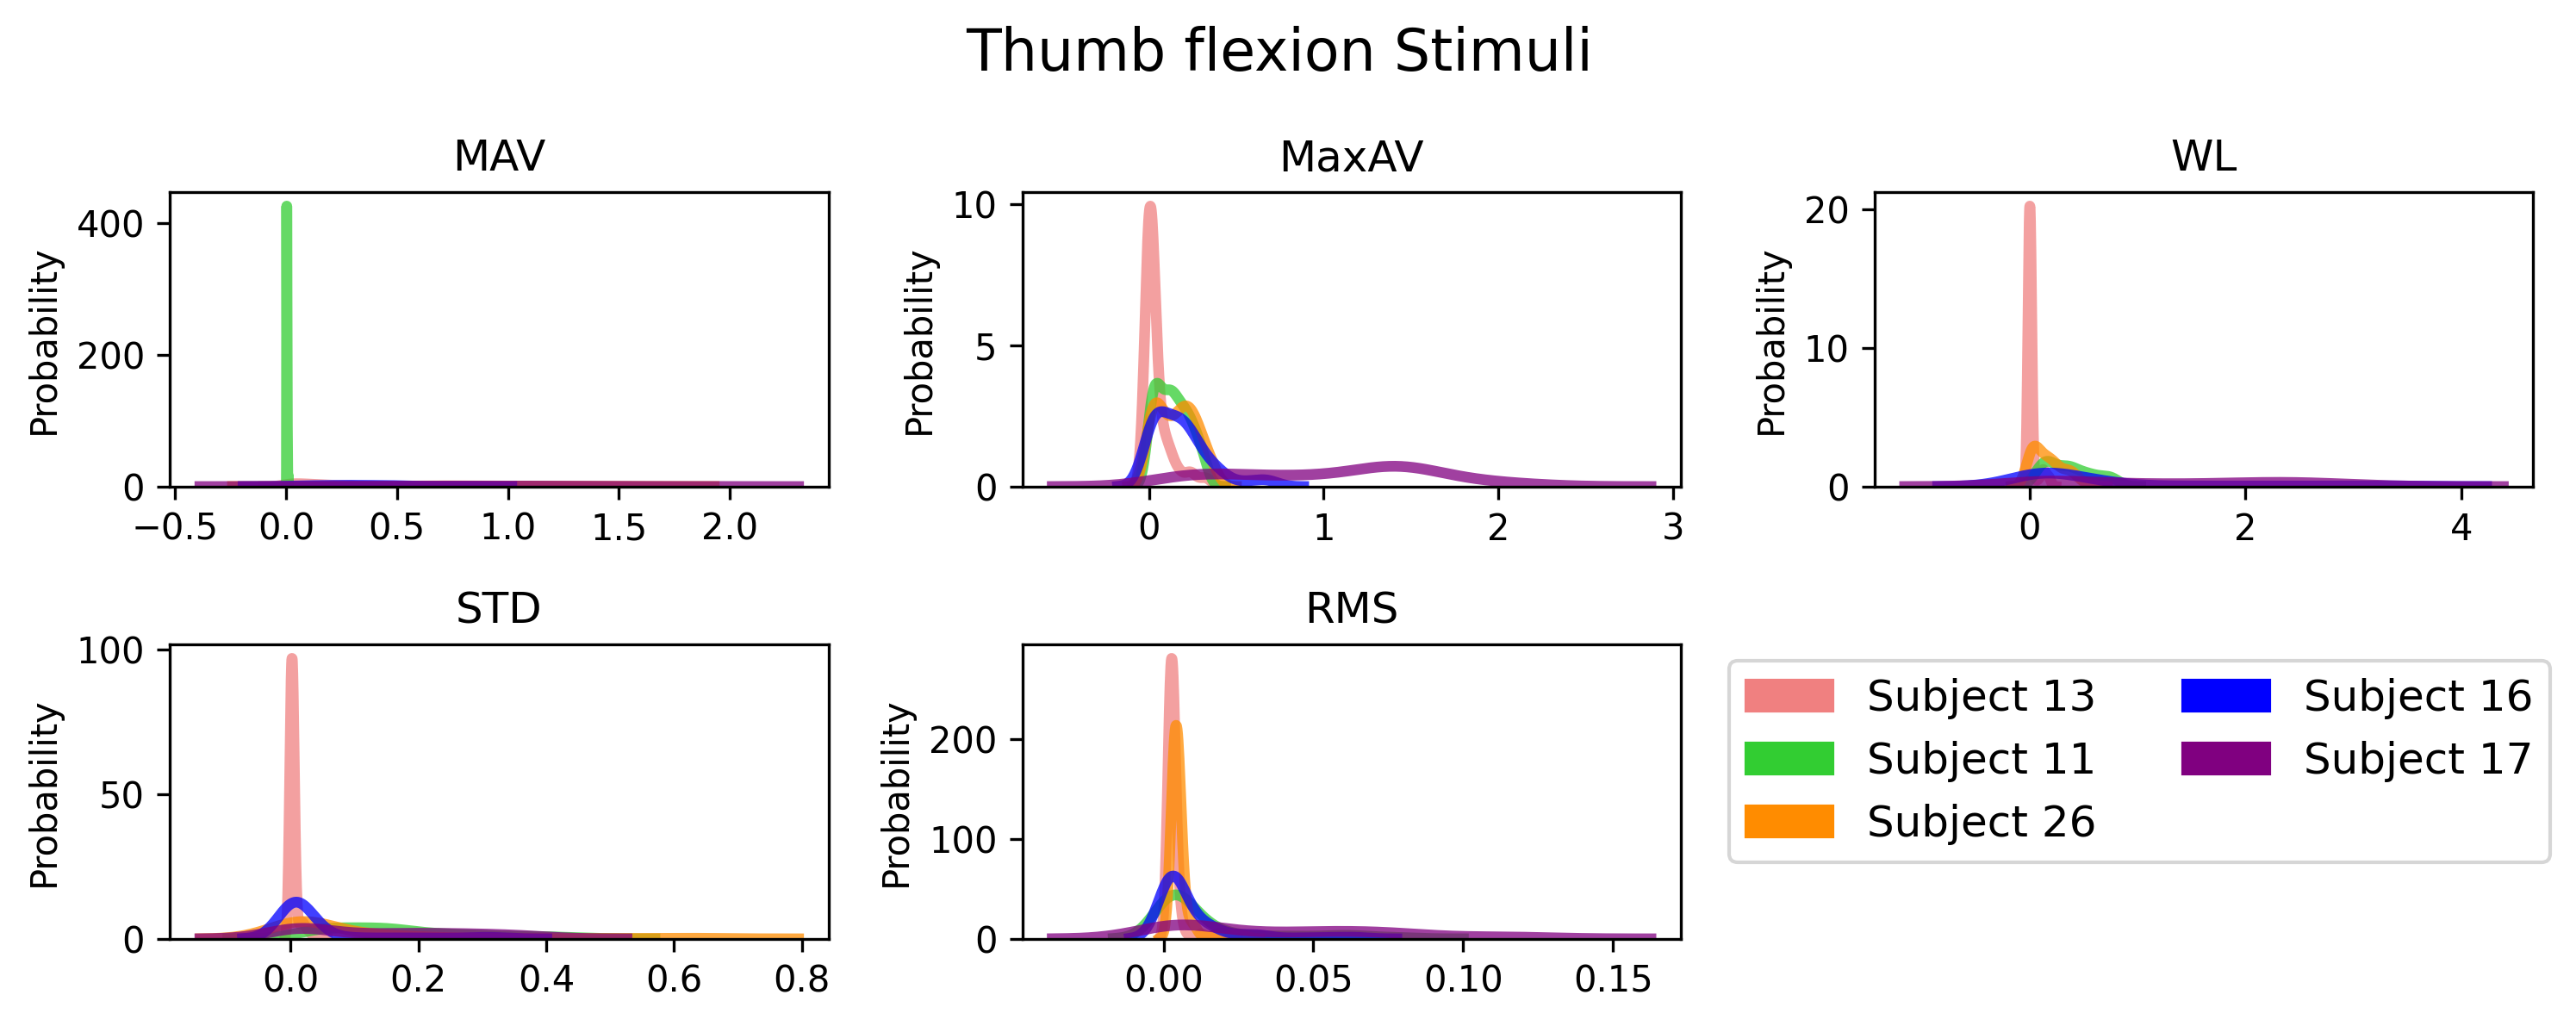 Thumb flexion Stimuli
MAV
Probability
400
200
0
−0.5 0.0 0.5 1.0 1.5 2.0
MaxAV
Probability
10
5
0
0 1 2 3
WL
Probability
20
10
0
0 2 4
STD
Probability
100
50
0
0.0 0.2 0.4 0.6 0.8
RMS
Probability
200
100
0
0.00 0.05 0.10 0.15
Subject 13
Subject 11
Subject 26
Subject 16
Subject 17